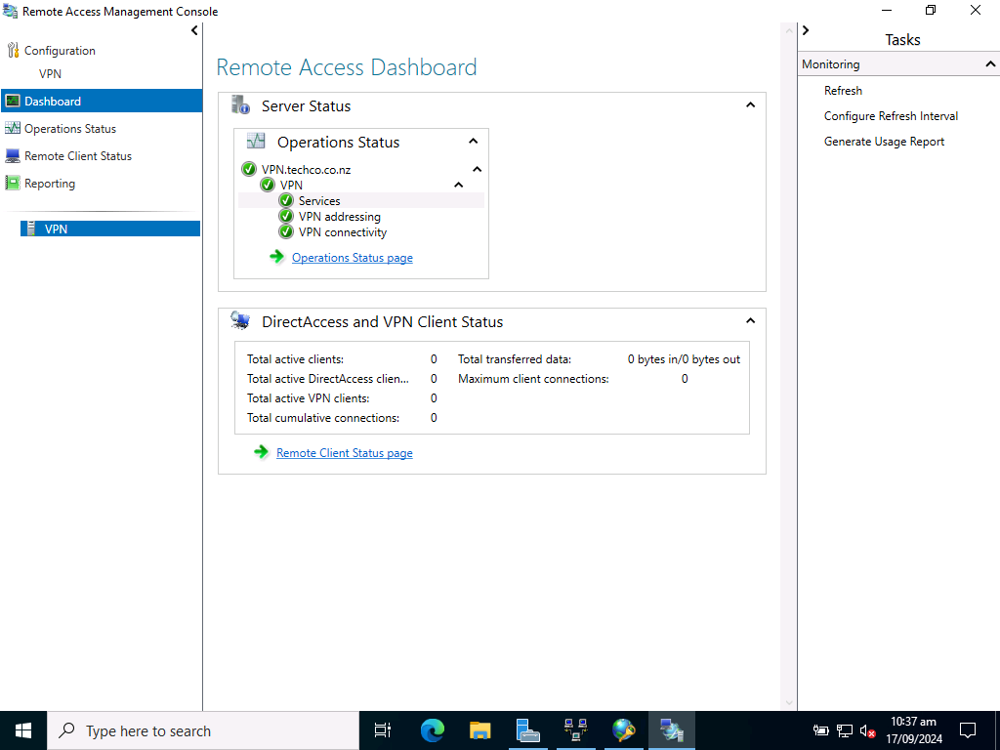 Remote Access Management Console
Configuration
VPN
Dashboard
Operations Status
Remote Client Status
Reporting
VPN
Remote Access Dashboard
Server Status
Operations Status
VPN.techco.co.nz
VPN
Services
VPN addressing
VPN connectivity
Operations Status page
DirectAccess and VPN Client Status
Total active clients: 0 Total transferred data: 0 bytes in/0 bytes out
Total active DirectAccess clien... 0 Maximum client connections: 0
Total active VPN clients: 0
Total cumulative connections: 0
Remote Client Status page
Tasks
Monitoring
Refresh
Configure Refresh Interval
Generate Usage Report
Type here to search
10:37 am
17/09/2024